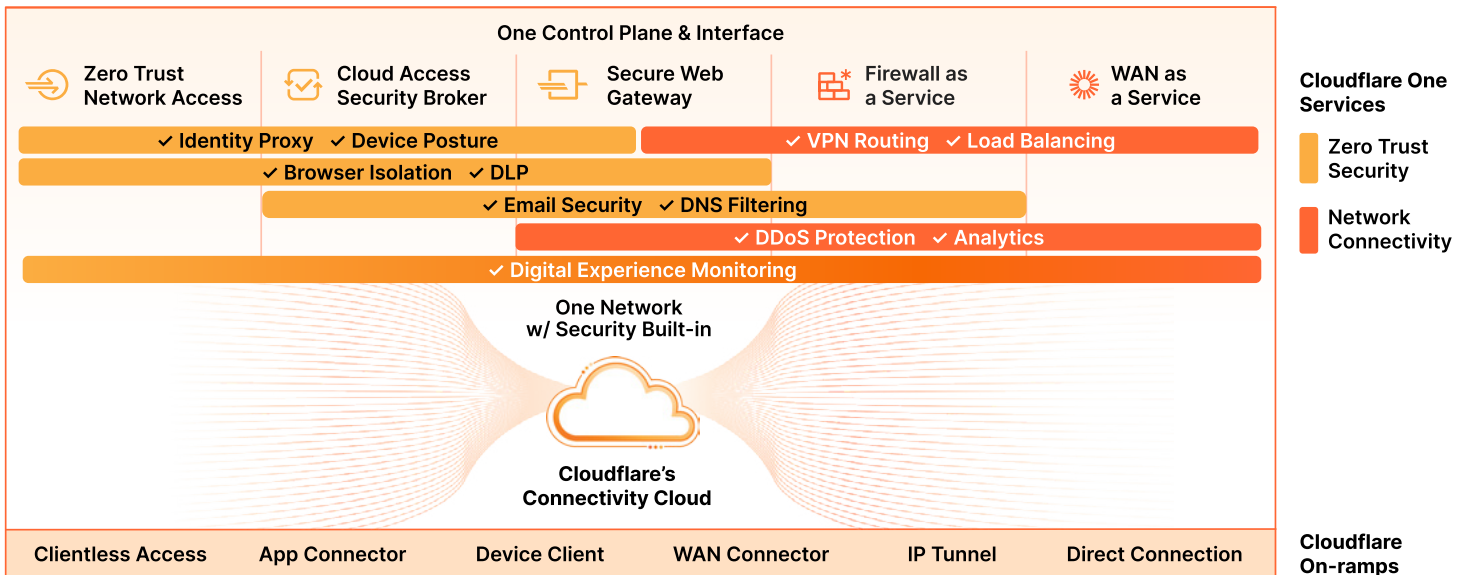 One Control Plane & Interface
Zero Trust
Network Access
Cloud Access
Security Broker
Secure Web
Gateway
Firewall as
a Service
WAN as
a Service
✓ Identity Proxy ✓ Device Posture
✓ VPN Routing ✓ Load Balancing
✓ Browser Isolation ✓ DLP
✓ Email Security ✓ DNS Filtering
✓ DDoS Protection ✓ Analytics
✓ Digital Experience Monitoring
One Network
w/ Security Built-in
Cloudflare’s
Connectivity Cloud
Clientless Access
App Connector
Device Client
WAN Connector
IP Tunnel
Direct Connection
Cloudflare One
Services
Zero Trust
Security
Network
Connectivity
Cloudflare
On-ramps